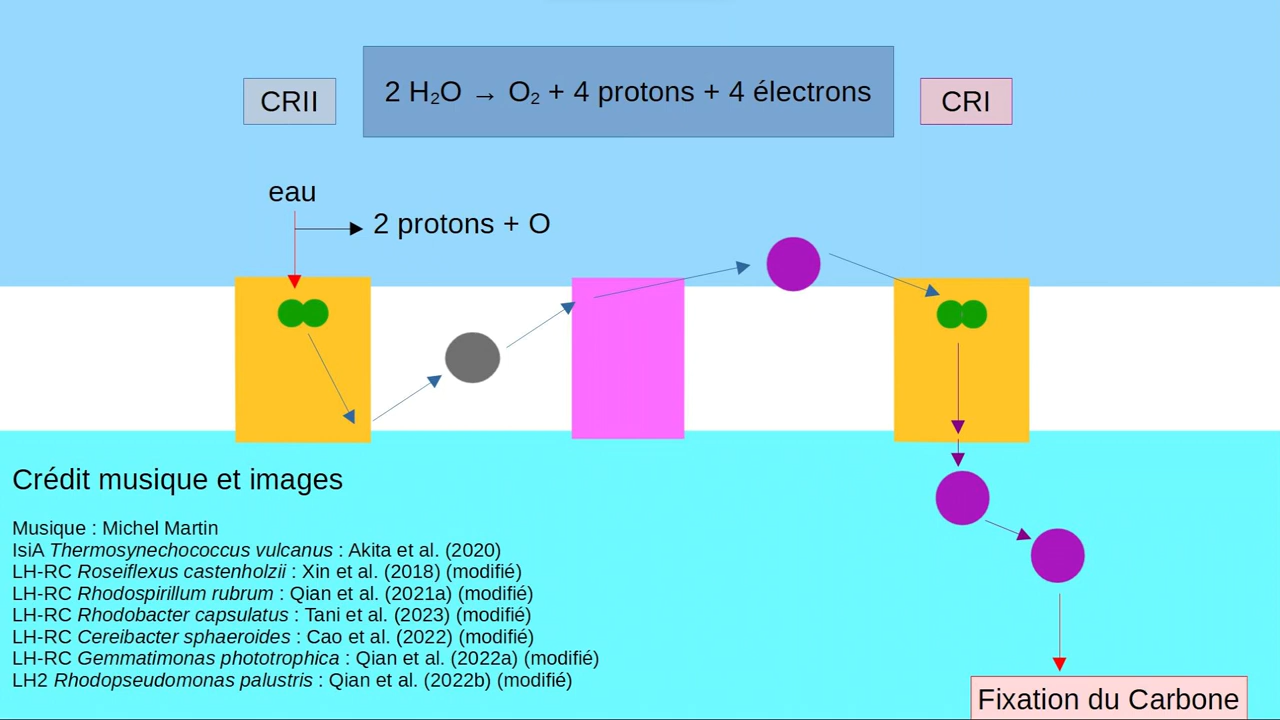 2 H₂O → O₂ + 4 protons + 4 électrons
CRII
CRI
eau
2 protons + O
Crédit musique et images
Musique : Michel Martin
IsiA Thermosynechococcus vulcanus : Akita et al. (2020)
LH-RC Roseiflexus castenholzii : Xin et al. (2018) (modifié)
LH-RC Rhodospirillum rubrum : Qian et al. (2021a) (modifié)
LH-RC Rhodobacter capsulatus : Tani et al. (2023) (modifié)
LH-RC Cereibacter sphaeroides : Cao et al. (2022) (modifié)
LH-RC Gemmatimonas phototrophica : Qian et al. (2022a) (modifié)
LH2 Rhodopseudomonas palustris : Qian et al. (2022b) (modifié)
Fixation du Carbone